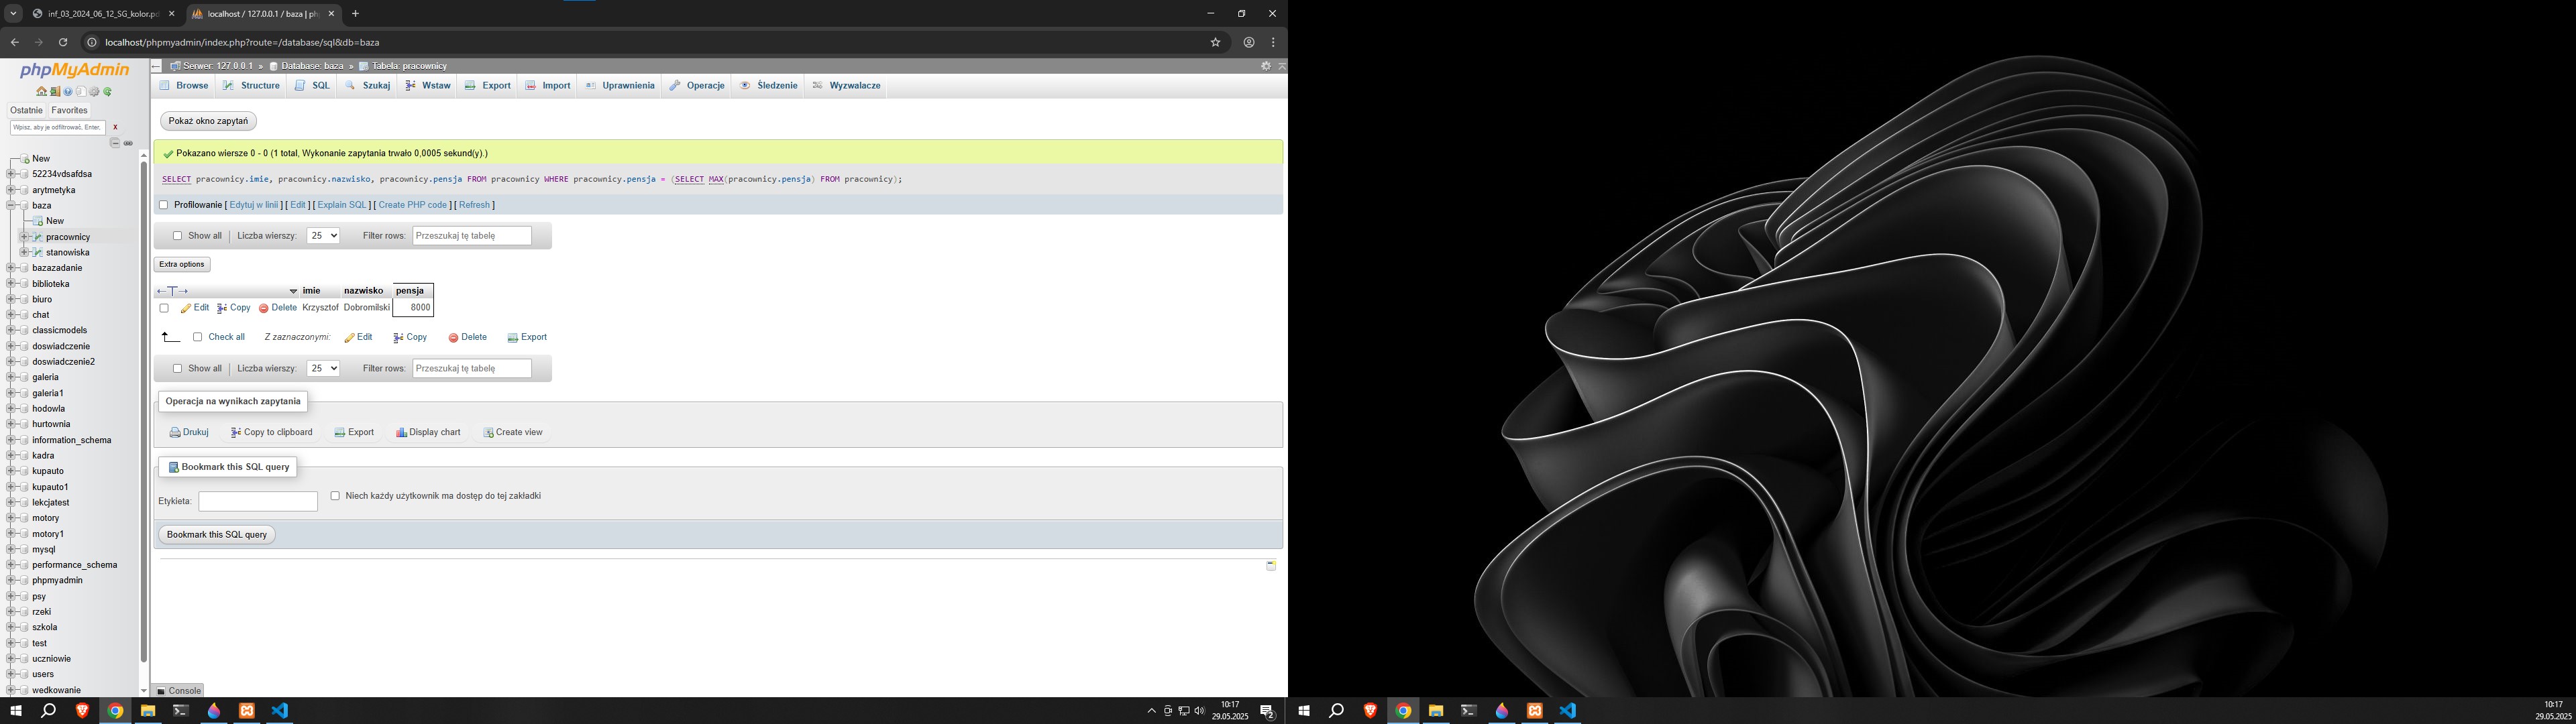 inf_03_2024_06_12_SG_kolor.pd
localhost / 127.0.0.1 / baza | ph
localhost/phpmyadmin/index.php?route=/database/sql&db=baza
phpMyAdmin
Ostatnie Favorites
Wpisz, aby je odfiltrować, Enter, X
New
52234vdsafdsa
arytmetyka
baza
New
pracownicy
stanowiska
bazazadanie
biblioteka
biuro
chat
classicmodels
doswiadczenie
doswiadczenie2
galeria
galeria1
hodowla
hurtownia
information_schema
kadra
kupauto
kupauto1
lekcjatest
motory
motory1
mysql
performance_schema
phpmyadmin
psy
rzeki
szkola
test
uczniowie
users
wedkowanie
Serwer: 127.0.0.1 » Database: baza » Tabela: pracownicy
Browse Structure SQL Szukaj Wstaw Export Import Uprawnienia Operacje Śledzenie Wyzwalacze
Pokaż okno zapytań
Pokazano wiersze 0 - 0 (1 total, Wykonanie zapytania trwało 0,0005 sekund(y).)
SELECT pracownicy.imie, pracownicy.nazwisko, pracownicy.pensja FROM pracownicy WHERE pracownicy.pensja = (SELECT MAX(pracownicy.pensja) FROM pracownicy);
Profilowanie [ Edytuj w linii ] [ Edit ] [ Explain SQL ] [ Create PHP code ] [ Refresh ]
Show all Liczba wierszy: 25 Filter rows: Przeszukaj tę tabelę
Extra options
imie nazwisko pensja
Edit Copy Delete Krzysztof Dobromilski 8000
Check all Z zaznaczonymi: Edit Copy Delete Export
Show all Liczba wierszy: 25 Filter rows: Przeszukaj tę tabelę
Operacja na wynikach zapytania
Drukuj Copy to clipboard Export Display chart Create view
Bookmark this SQL query
Etykieta: Niech każdy użytkownik ma dostęp do tej zakładki
Bookmark this SQL query
Console
10:17
29.05.2025
2
10:17
29.05.2025